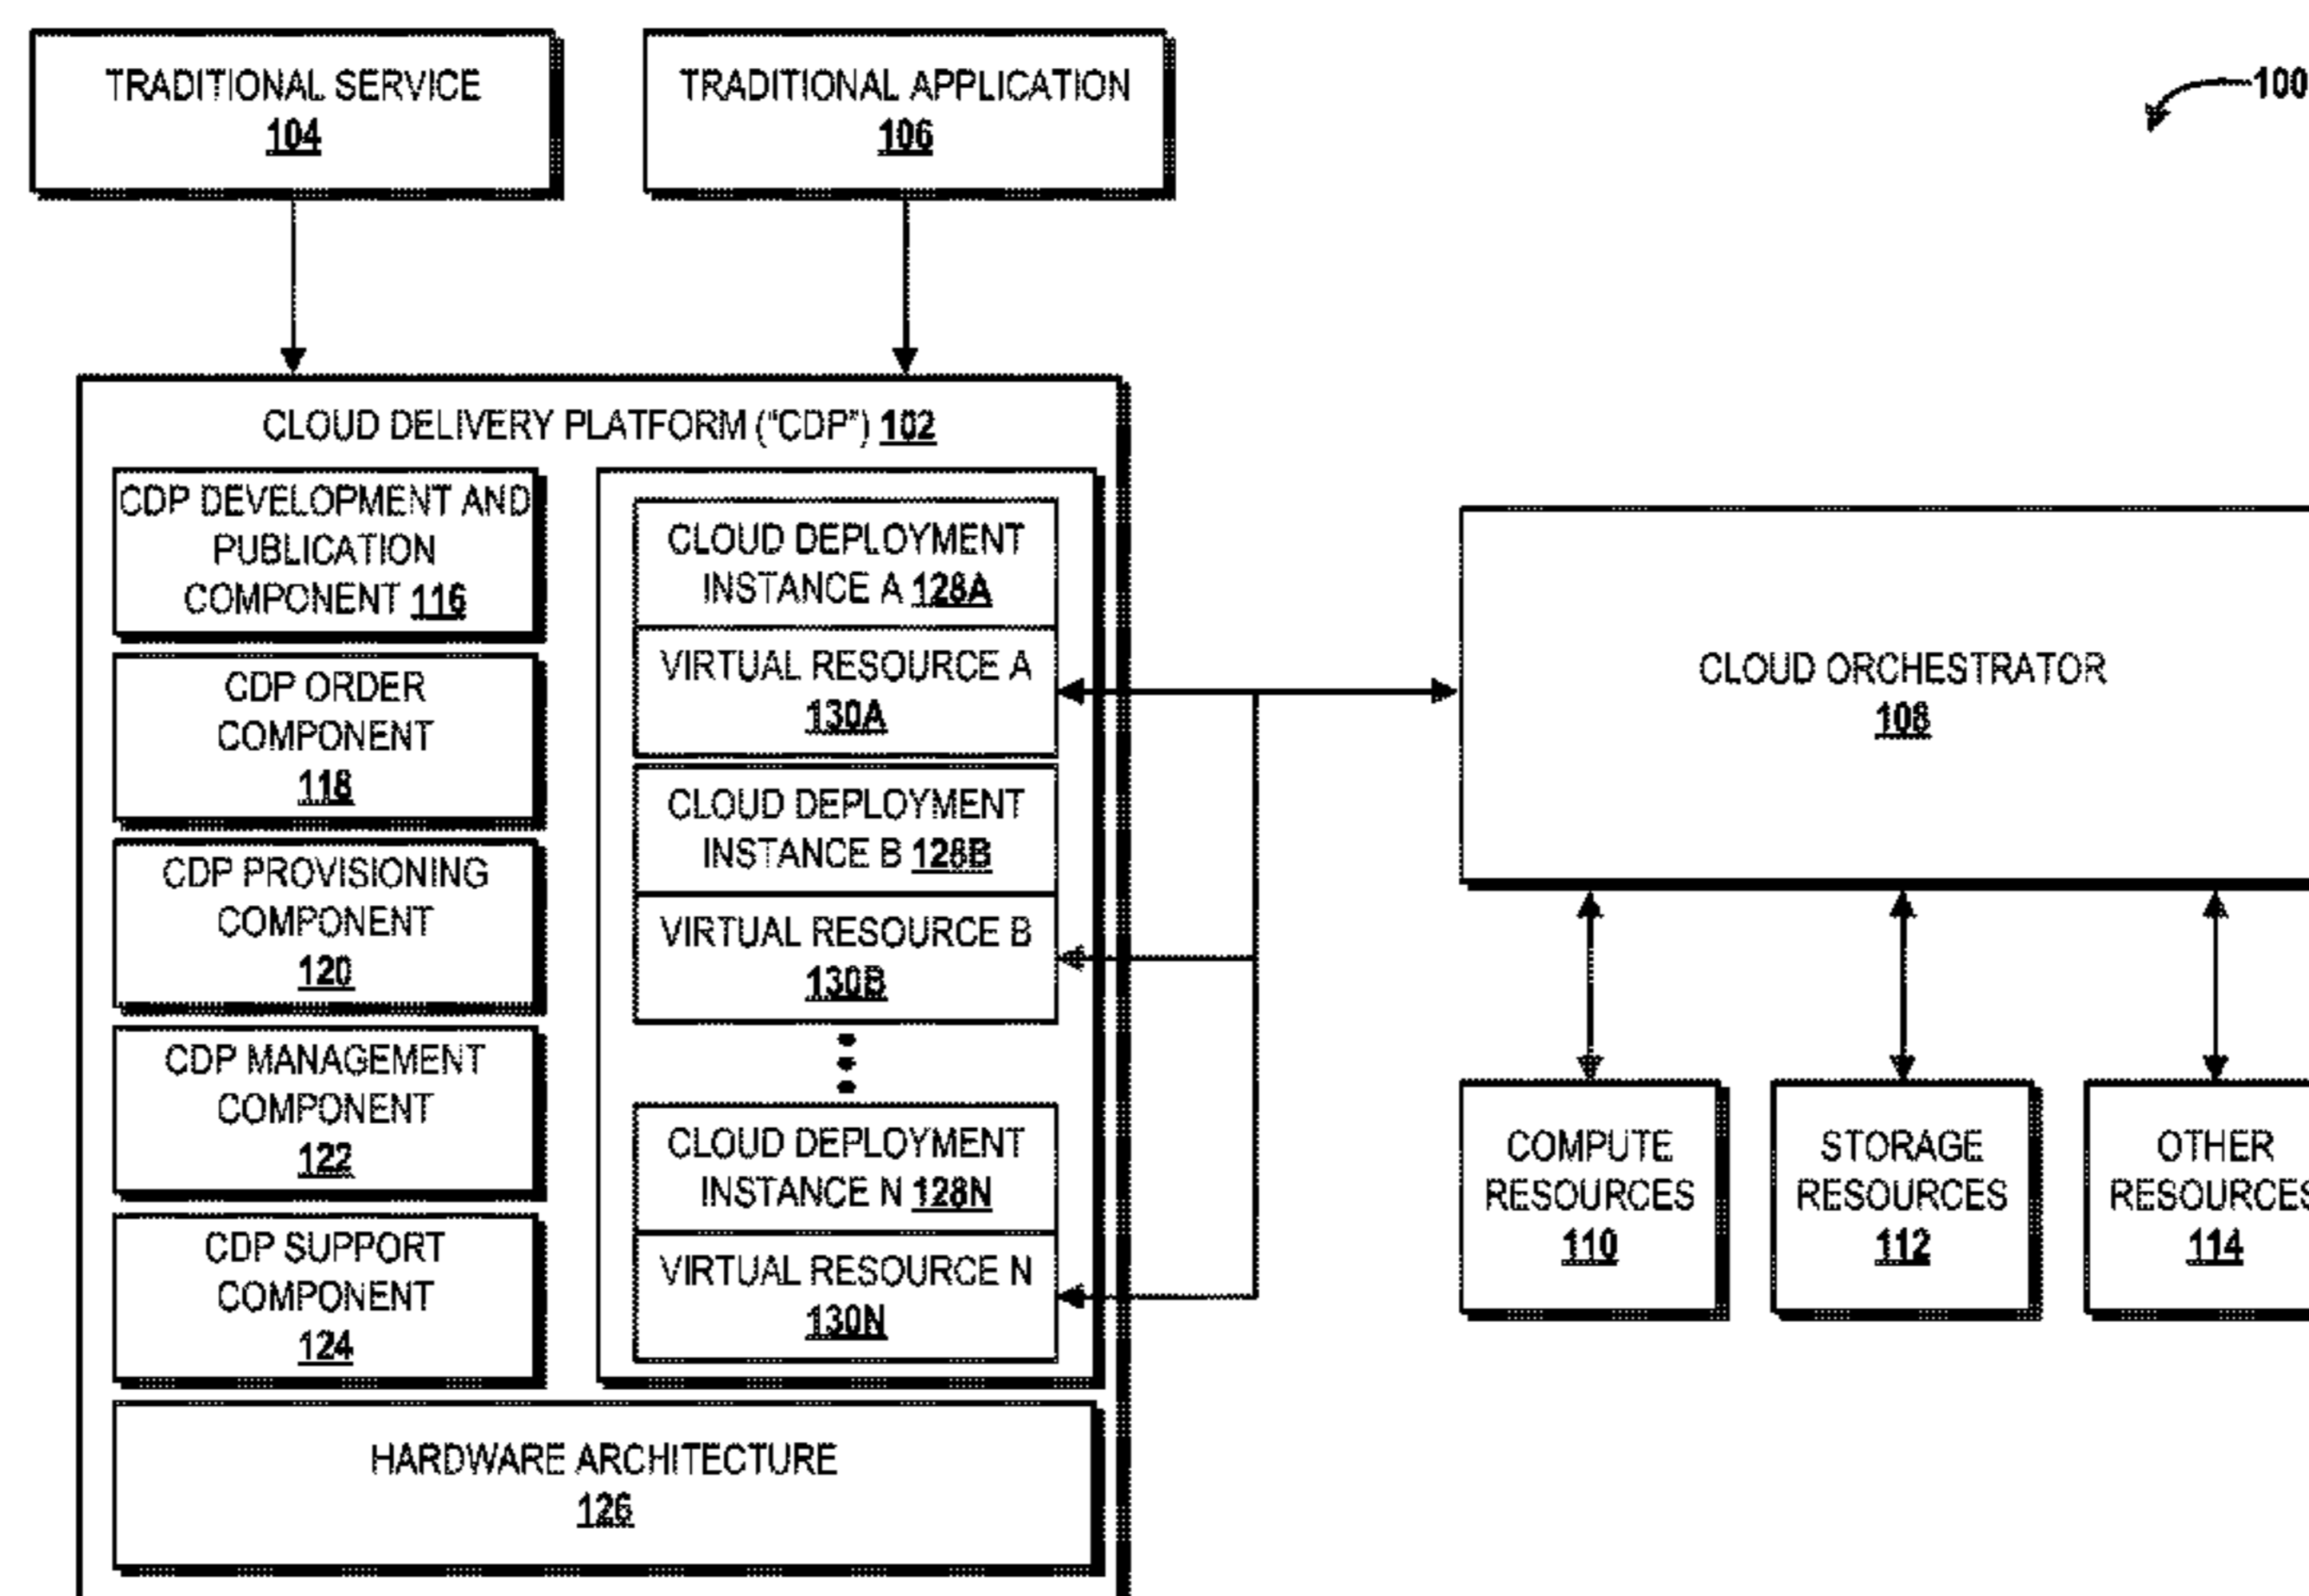 TRADITIONAL SERVICE
104
TRADITIONAL APPLICATION
106
100
CLOUD DELIVERY PLATFORM ("CDP") 102
CDP DEVELOPMENT AND
PUBLICATION
COMPONENT 116
CDP ORDER
COMPONENT
118
CDP PROVISIONING
COMPONENT
120
CDP MANAGEMENT
COMPONENT
122
CDP SUPPORT
COMPONENT
124
CLOUD DEPLOYMENT
INSTANCE A 128A
VIRTUAL RESOURCE A
130A
CLOUD DEPLOYMENT
INSTANCE B 128B
VIRTUAL RESOURCE B
130B
CLOUD DEPLOYMENT
INSTANCE N 128N
VIRTUAL RESOURCE N
130N
HARDWARE ARCHITECTURE
126
CLOUD ORCHESTRATOR
108
COMPUTE
RESOURCES
110
STORAGE
RESOURCES
112
OTHER
RESOURCES
114